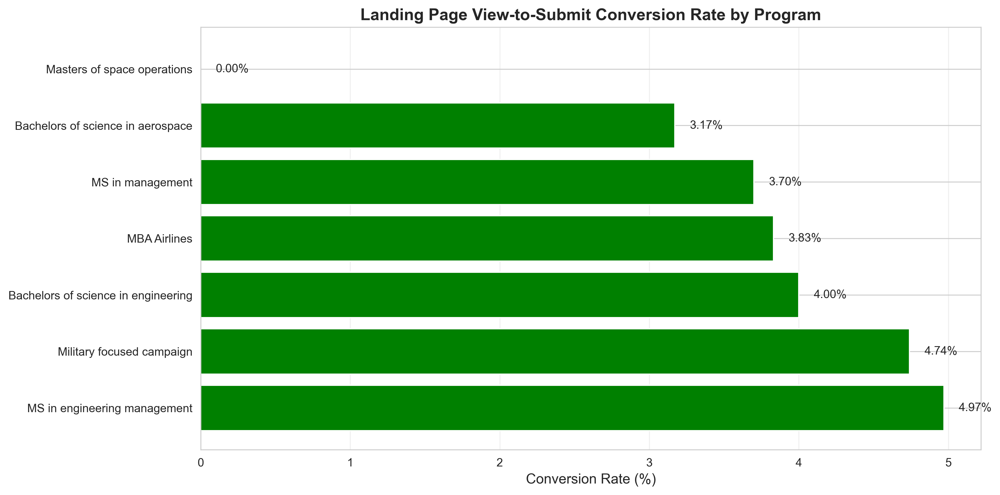 Landing Page View-to-Submit Conversion Rate by Program
Masters of space operations
0.00%
Bachelors of science in aerospace
3.17%
MS in management
3.70%
MBA Airlines
3.83%
Bachelors of science in engineering
4.00%
Military focused campaign
4.74%
MS in engineering management
4.97%
0 1 2 3 4 5
Conversion Rate (%)